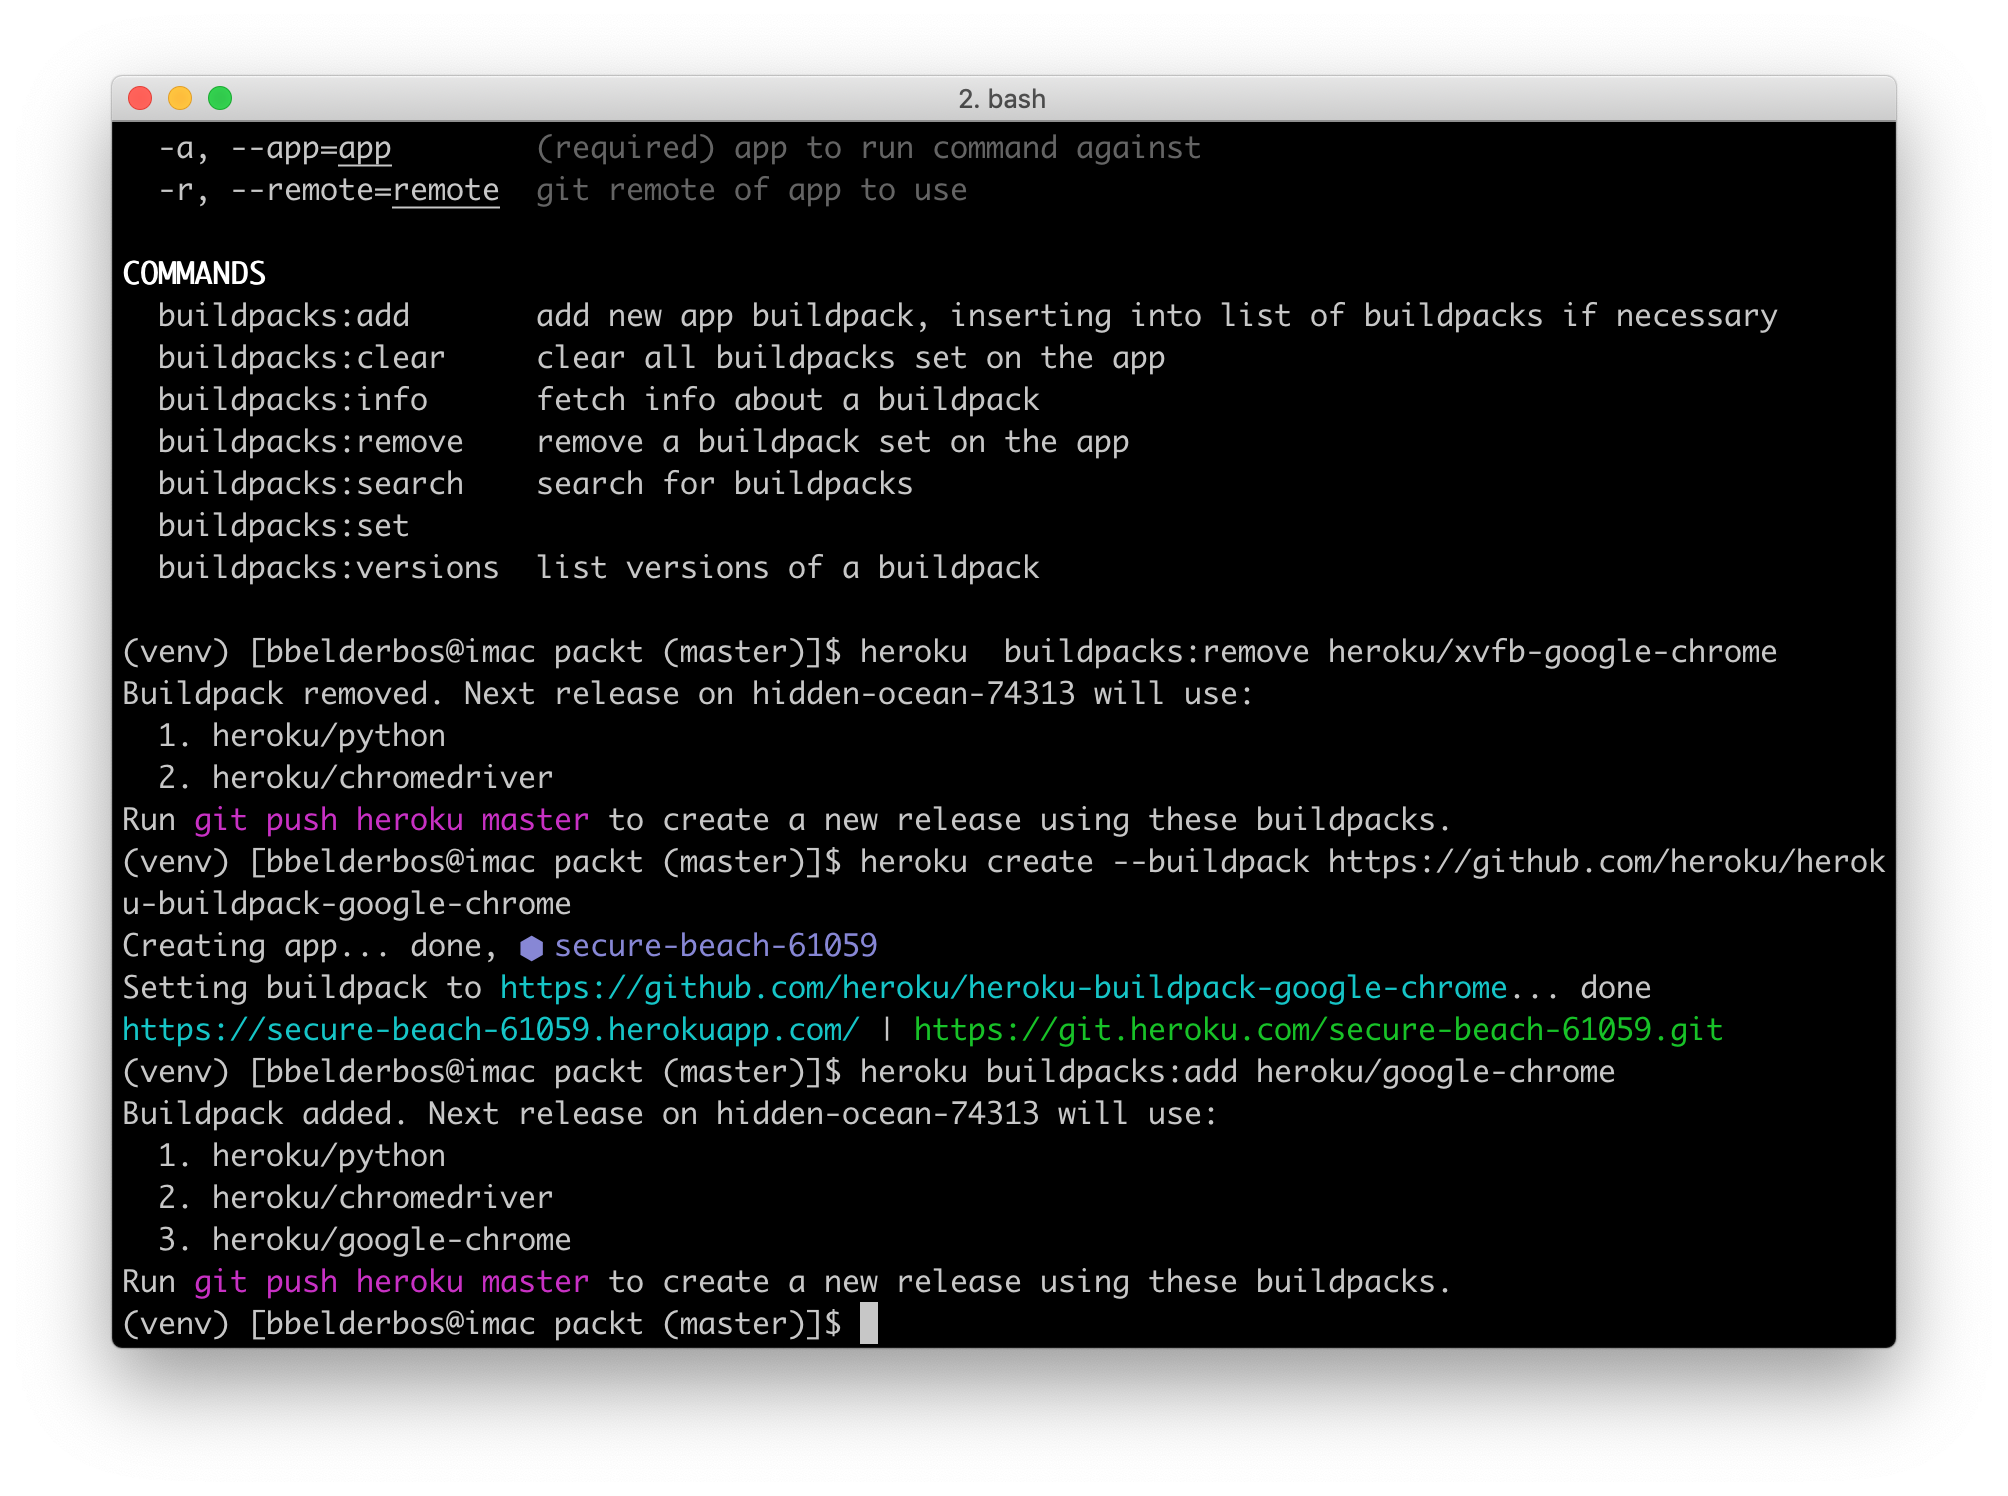 2. bash
-a, --app=app (required) app to run command against
-r, --remote=remote git remote of app to use
COMMANDS
buildpacks:add add new app buildpack, inserting into list of buildpacks if necessary
buildpacks:clear clear all buildpacks set on the app
buildpacks:info fetch info about a buildpack
buildpacks:remove remove a buildpack set on the app
buildpacks:search search for buildpacks
buildpacks:set
buildpacks:versions list versions of a buildpack
(venv) [bbelderbos@imac packt (master)]$ heroku  buildpacks:remove heroku/xvfb-google-chrome
Buildpack removed. Next release on hidden-ocean-74313 will use:
1. heroku/python
2. heroku/chromedriver
Run git push heroku master to create a new release using these buildpacks.
(venv) [bbelderbos@imac packt (master)]$ heroku create --buildpack https://github.com/heroku/herok
u-buildpack-google-chrome
Creating app... done, ⬢ secure-beach-61059
Setting buildpack to https://github.com/heroku/heroku-buildpack-google-chrome... done
https://secure-beach-61059.herokuapp.com/ | https://git.heroku.com/secure-beach-61059.git
(venv) [bbelderbos@imac packt (master)]$ heroku buildpacks:add heroku/google-chrome
Buildpack added. Next release on hidden-ocean-74313 will use:
1. heroku/python
2. heroku/chromedriver
3. heroku/google-chrome
Run git push heroku master to create a new release using these buildpacks.
(venv) [bbelderbos@imac packt (master)]$